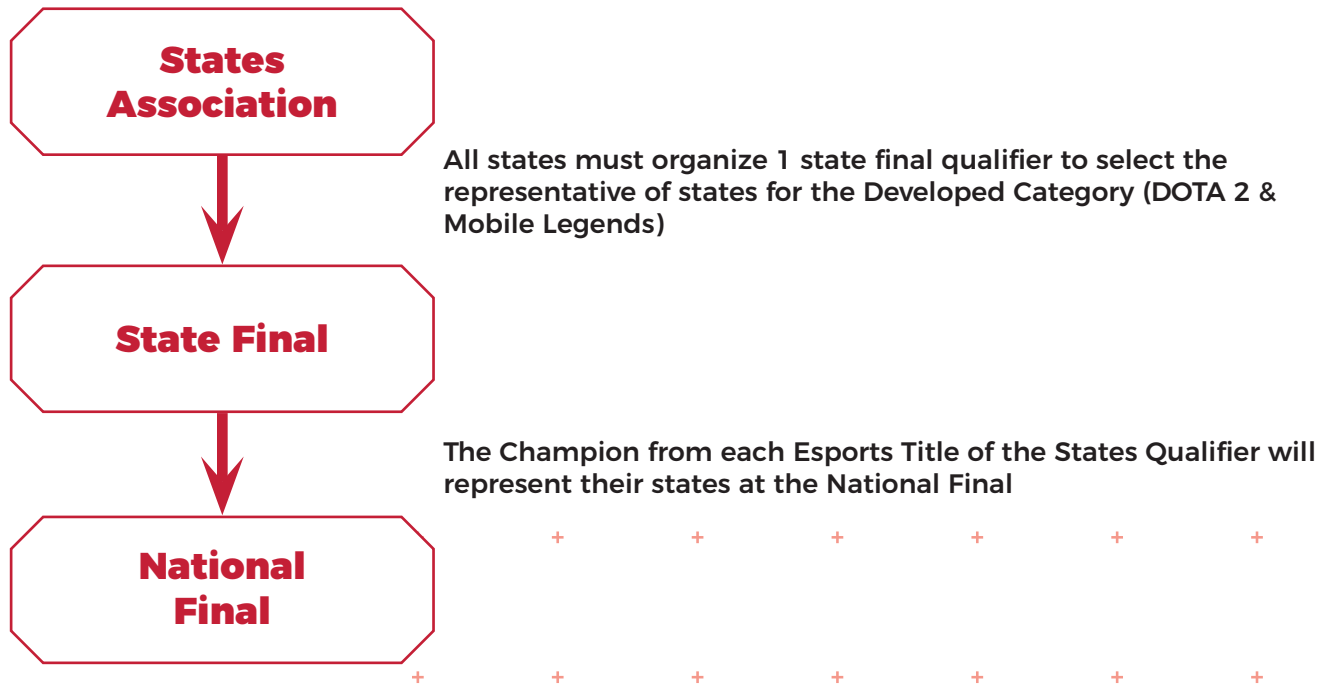 States
Association
All states must organize 1 state final qualifier to select the
representative of states for the Developed Category (DOTA 2 &
Mobile Legends)
State Final
The Champion from each Esports Title of the States Qualifier will
represent their states at the National Final
National
Final